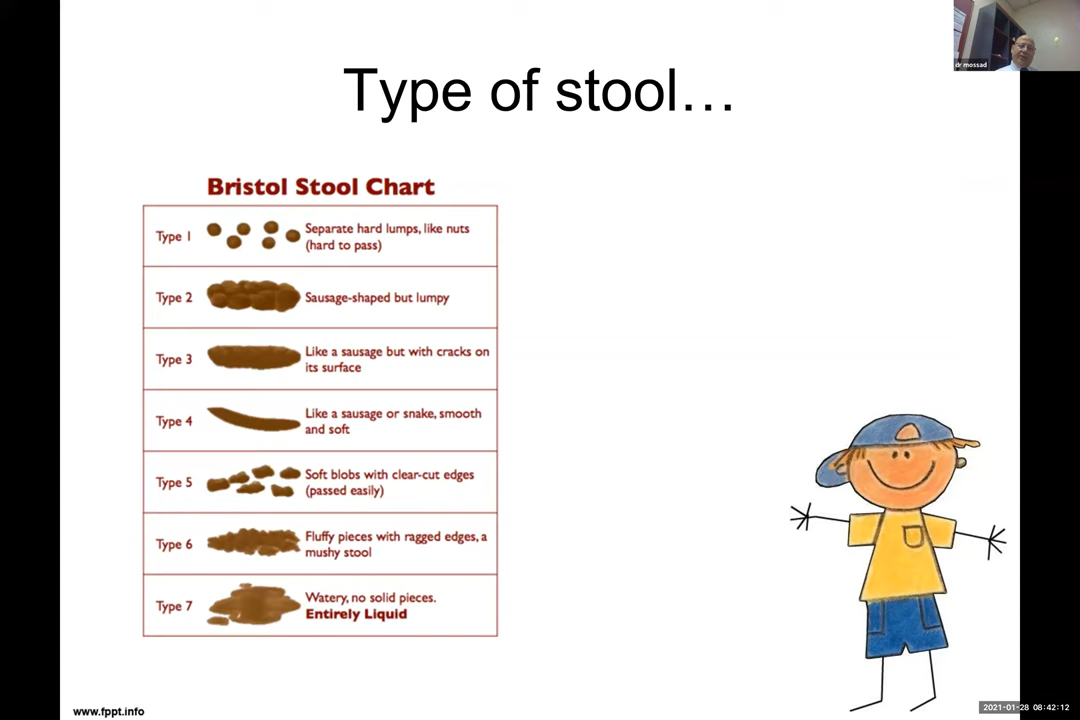 dr mossad
Type of stool…
Bristol Stool Chart
Type 1
Separate hard lumps, like nuts
(hard to pass)
Type 2
Sausage-shaped but lumpy
Type 3
Like a sausage but with cracks on
its surface
Type 4
Like a sausage or snake, smooth
and soft
Type 5
Soft blobs with clear-cut edges
(passed easily)
Type 6
Fluffy pieces with ragged edges, a
mushy stool
Type 7
Watery, no solid pieces.
Entirely Liquid
www.fppt.info
2021-01-28 08:42:12